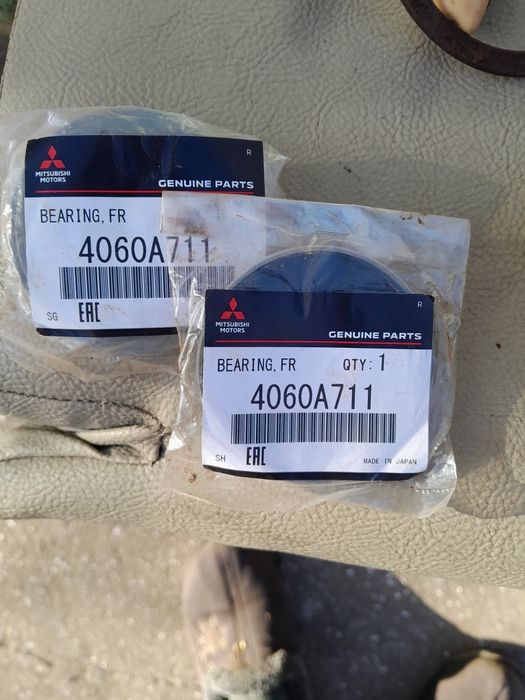 R
MITSUBISHI
MOTORS
GENUINE PARTS
BEARING, FR
4060A711
SG EAC
R
MITSUBISHI
MOTORS
GENUINE PARTS
BEARING, FR QTY: 1
4060A711
SH EAC MADE IN JAPAN